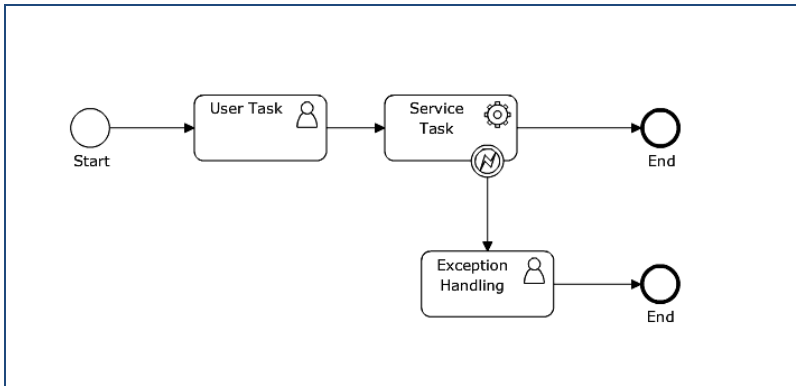 User Task
Service
Task
Start
End
Exception
Handling
End